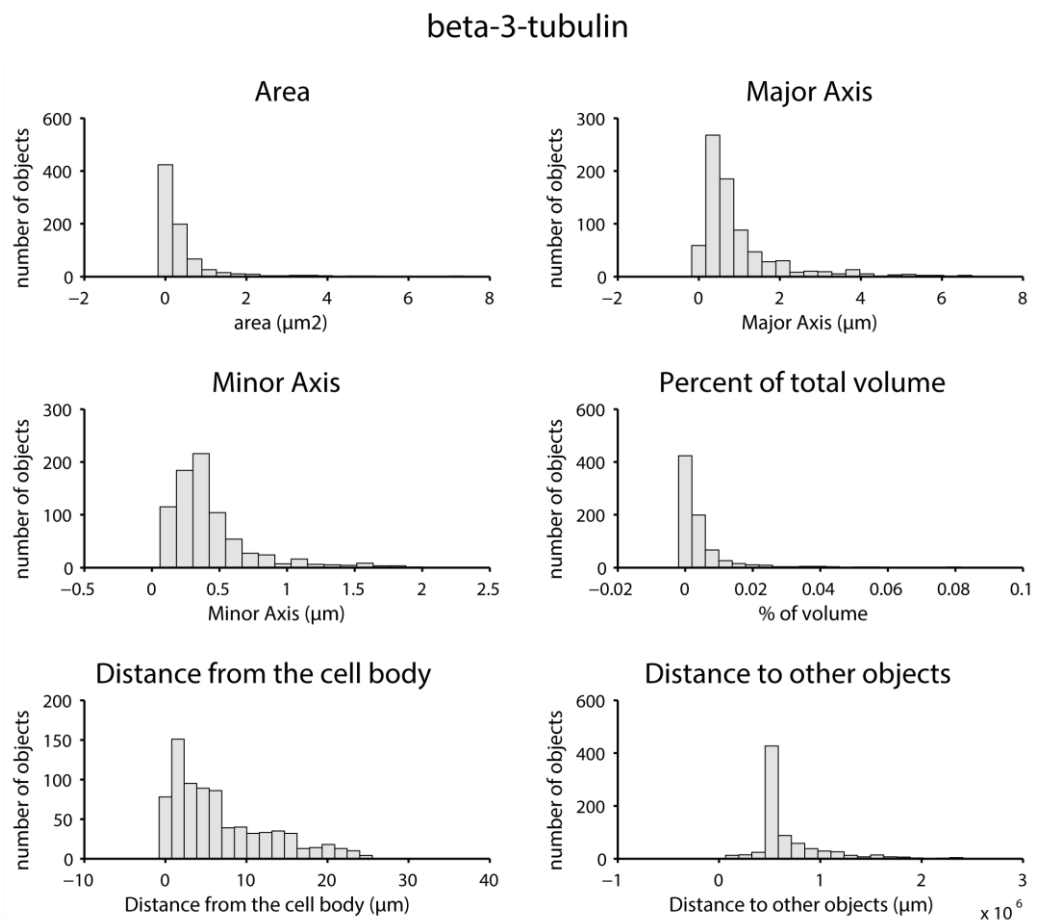 beta-3-tubulin
Area
number of objects
600
400
200
0
−2 0 2 4 6 8
area (μm2)
Major Axis
number of objects
300
200
100
0
−2 0 2 4 6 8
Major Axis (μm)
Minor Axis
number of objects
300
200
100
0
−0.5 0 0.5 1 1.5 2 2.5
Minor Axis (μm)
Percent of total volume
number of objects
600
400
200
0
−0.02 0 0.02 0.04 0.06 0.08 0.1
% of volume
Distance from the cell body
number of objects
200
150
100
50
0
−10 0 10 20 30 40
Distance from the cell body (μm)
Distance to other objects
number of objects
600
400
200
0
−1 0 1 2 3
Distance to other objects (μm)
x 10 6